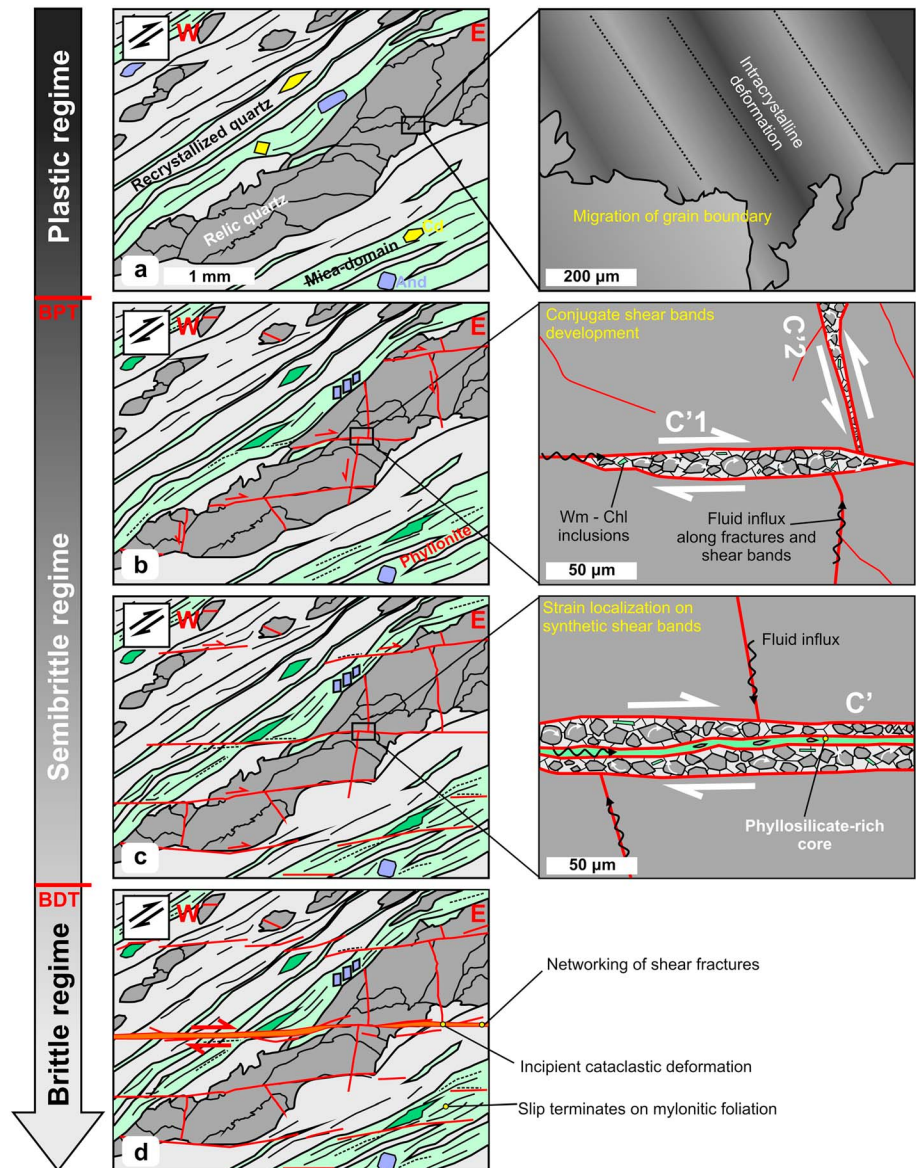 Plastic regime
BPT
Semibrittle regime
BDT
Brittle regime
W
E
Recrystallized quartz
Relic quartz
Mica-domain
Cd
And
a
1 mm
Intracrystalline
deformation
Migration of grain boundary
200 µm
W
E
Phyllonite
b
Conjugate shear bands
development
C'2
C'1
Wm - Chl
inclusions
Fluid influx
along fractures and
shear bands
50 µm
W
E
c
Strain localization on
synthetic shear bands
Fluid influx
C'
Phyllosilicate-rich
core
50 µm
W
E
d
Networking of shear fractures
Incipient cataclastic deformation
Slip terminates on mylonitic foliation